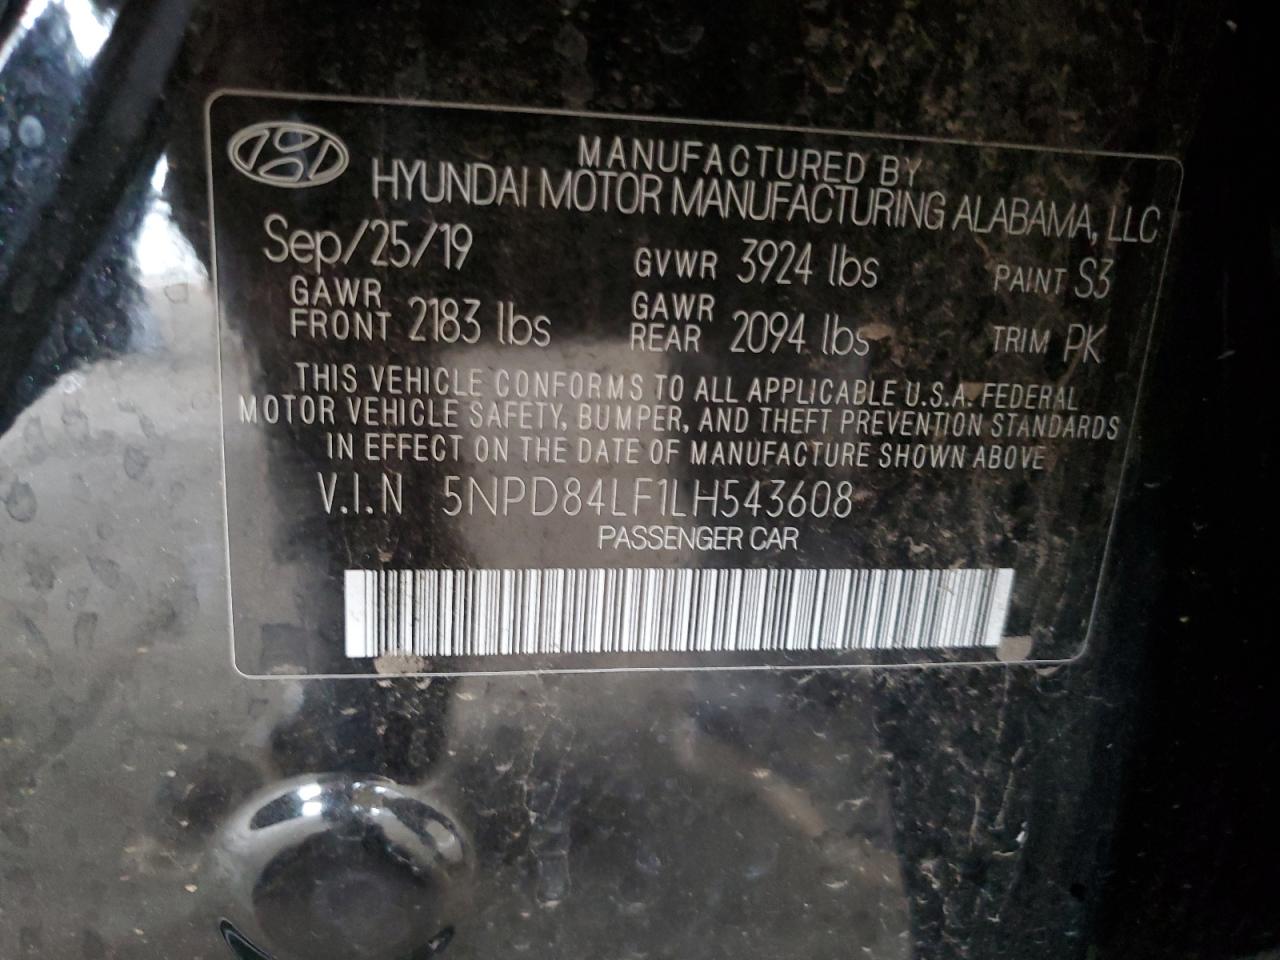 MANUFACTURED BY
HYUNDAI MOTOR MANUFACTURING ALABAMA, LLC
Sep/25/19 GVWR 3924 lbs PAINT S3
GAWR FRONT 2183 lbs GAWR REAR 2094 lbs TRIM PK
THIS VEHICLE CONFORMS TO ALL APPLICABLE U.S.A. FEDERAL
MOTOR VEHICLE SAFETY, BUMPER, AND THEFT PREVENTION STANDARDS
IN EFFECT ON THE DATE OF MANUFACTURE SHOWN ABOVE
V.I.N 5NPD84LF1LH543608
PASSENGER CAR